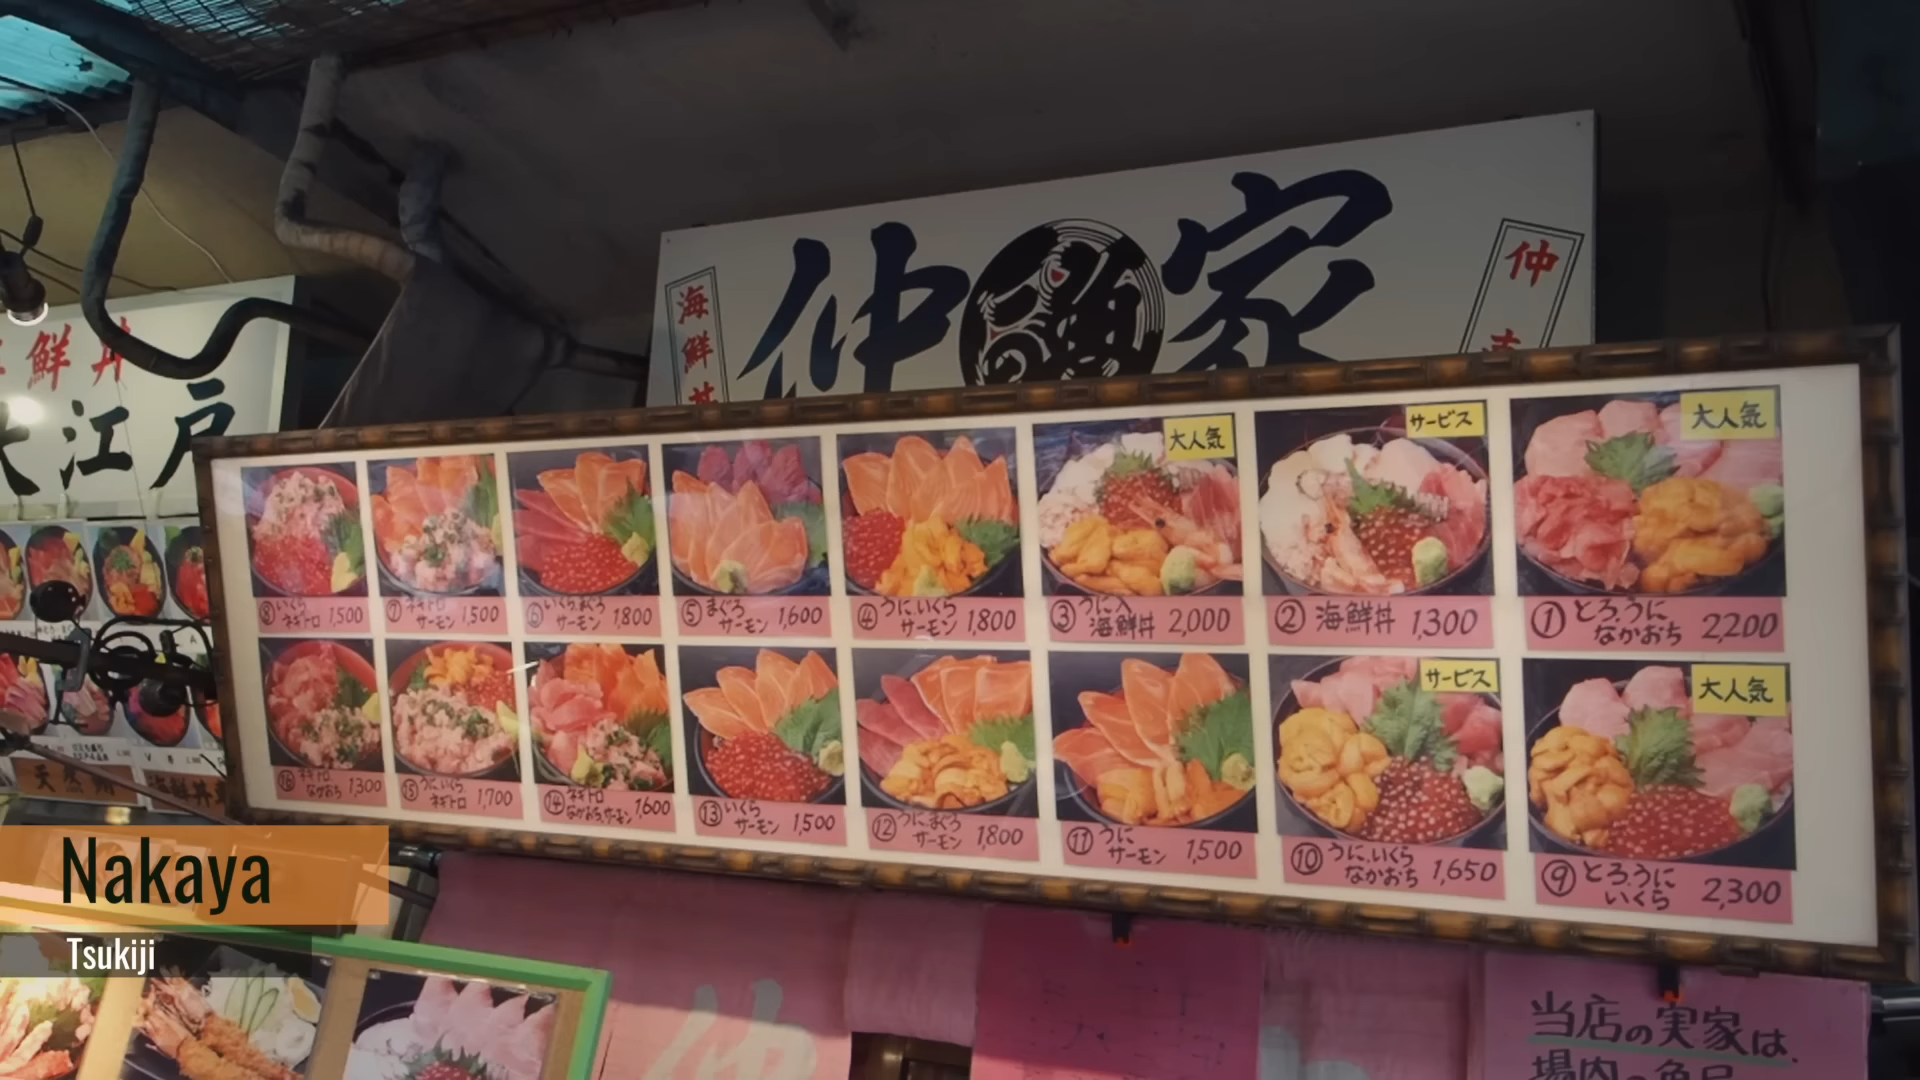 仲家
海鮮丼
仲
鮮丼
大江戸
大人気
サービス
大人気
⑧いくら
ネギトロ 1,500
⑦ネギトロ
サーモン 1,500
⑥いくら.まぐろ
サーモン 1,800
⑤まぐろ
サーモン 1,600
④うに.いくら
サーモン 1,800
③うに入
海鮮丼 2,000
②海鮮丼 1,300
①とろ.うに
なかおち 2,200
サービス
大人気
⑯ネギトロ
なかおち 1,300
⑮うに.いくら
ネギトロ 1,700
⑭ネギトロ
なかおち.サーモン 1,600
⑬いくら
サーモン 1,500
⑫うに.まぐろ
サーモン 1,800
⑪うに
サーモン 1,500
⑩うに.いくら
なかおち 1,650
⑨とろ.うに
いくら 2,300
Nakaya
Tsukiji
当店の実家は、